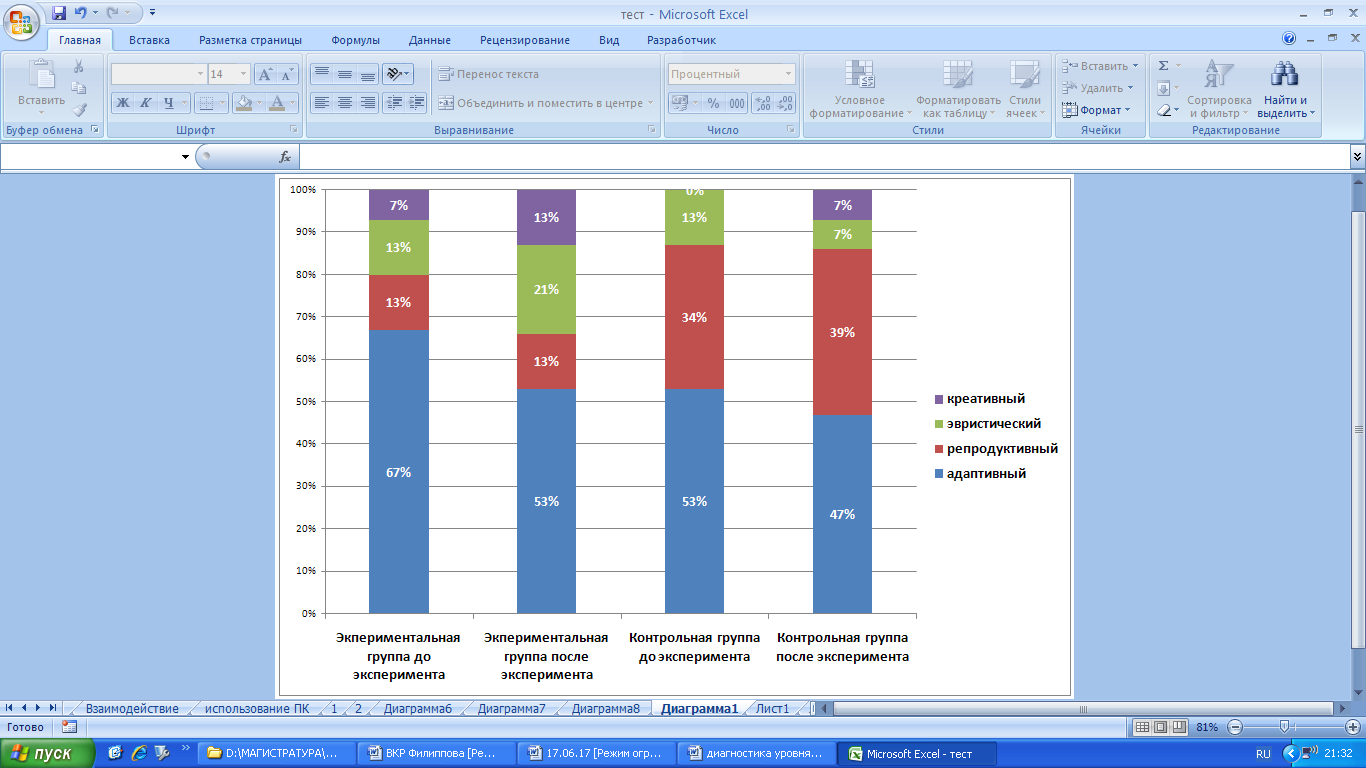 тест - Microsoft Excel
Главная Вставка Разметка страницы Формулы Данные Рецензирование Вид Разработчик
14 Перенос текста Процентный Вставить Σ
Вставить Ж К Ч Объединить и поместить в центре % 000 Условное форматирование Форматировать как таблицу Стили ячеек Удалить Формат Сортировка и фильтр Найти и выделить
Буфер обмена Шрифт Выравнивание Число Стили Ячейки Редактирование
fx
100%
90%
80%
70%
60%
50%
40%
30%
20%
10%
0%
7%
13%
13%
67%
13%
21%
13%
53%
0%
13%
34%
53%
7%
7%
39%
47%
Экпериментальная
группа до
эксперимента
Экпериментальная
группа после
эксперимента
Контрольная группа
до эксперимента
Контрольная группа
после эксперимента
креативный
эвристический
репродуктивный
адаптивный
Взаимодействие использование ПК 1 2 Диаграмма6 Диаграмма7 Диаграмма8 Диаграмма1 Лист1
Готово 81%
пуск D:\МАГИСТРАТУРА\... ВКР Филиппова [Ре... 17.06.17 [Режим огр... диагностика уровня... Microsoft Excel - тест RU 21:32